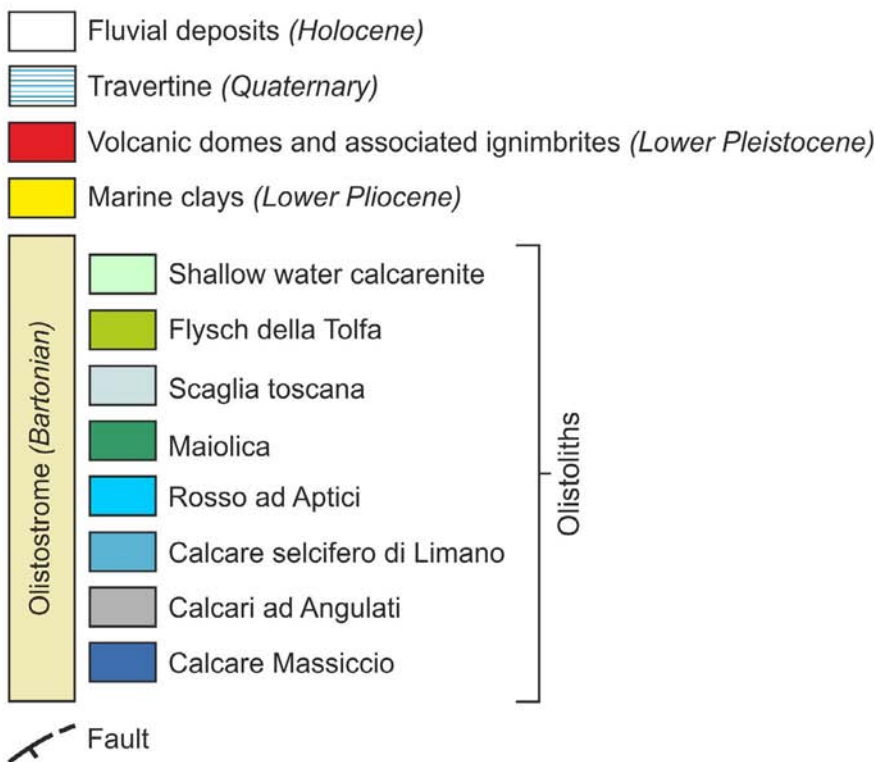 Fluvial deposits (Holocene)
Travertine (Quaternary)
Volcanic domes and associated ignimbrites (Lower Pleistocene)
Marine clays (Lower Pliocene)
Olistostrome (Bartonian)
Shallow water calcarenite
Flysch della Tolfa
Scaglia toscana
Maiolica
Rosso ad Aptici
Calcare selcifero di Limano
Calcari ad Angulati
Calcare Massiccio
Olistoliths
Fault